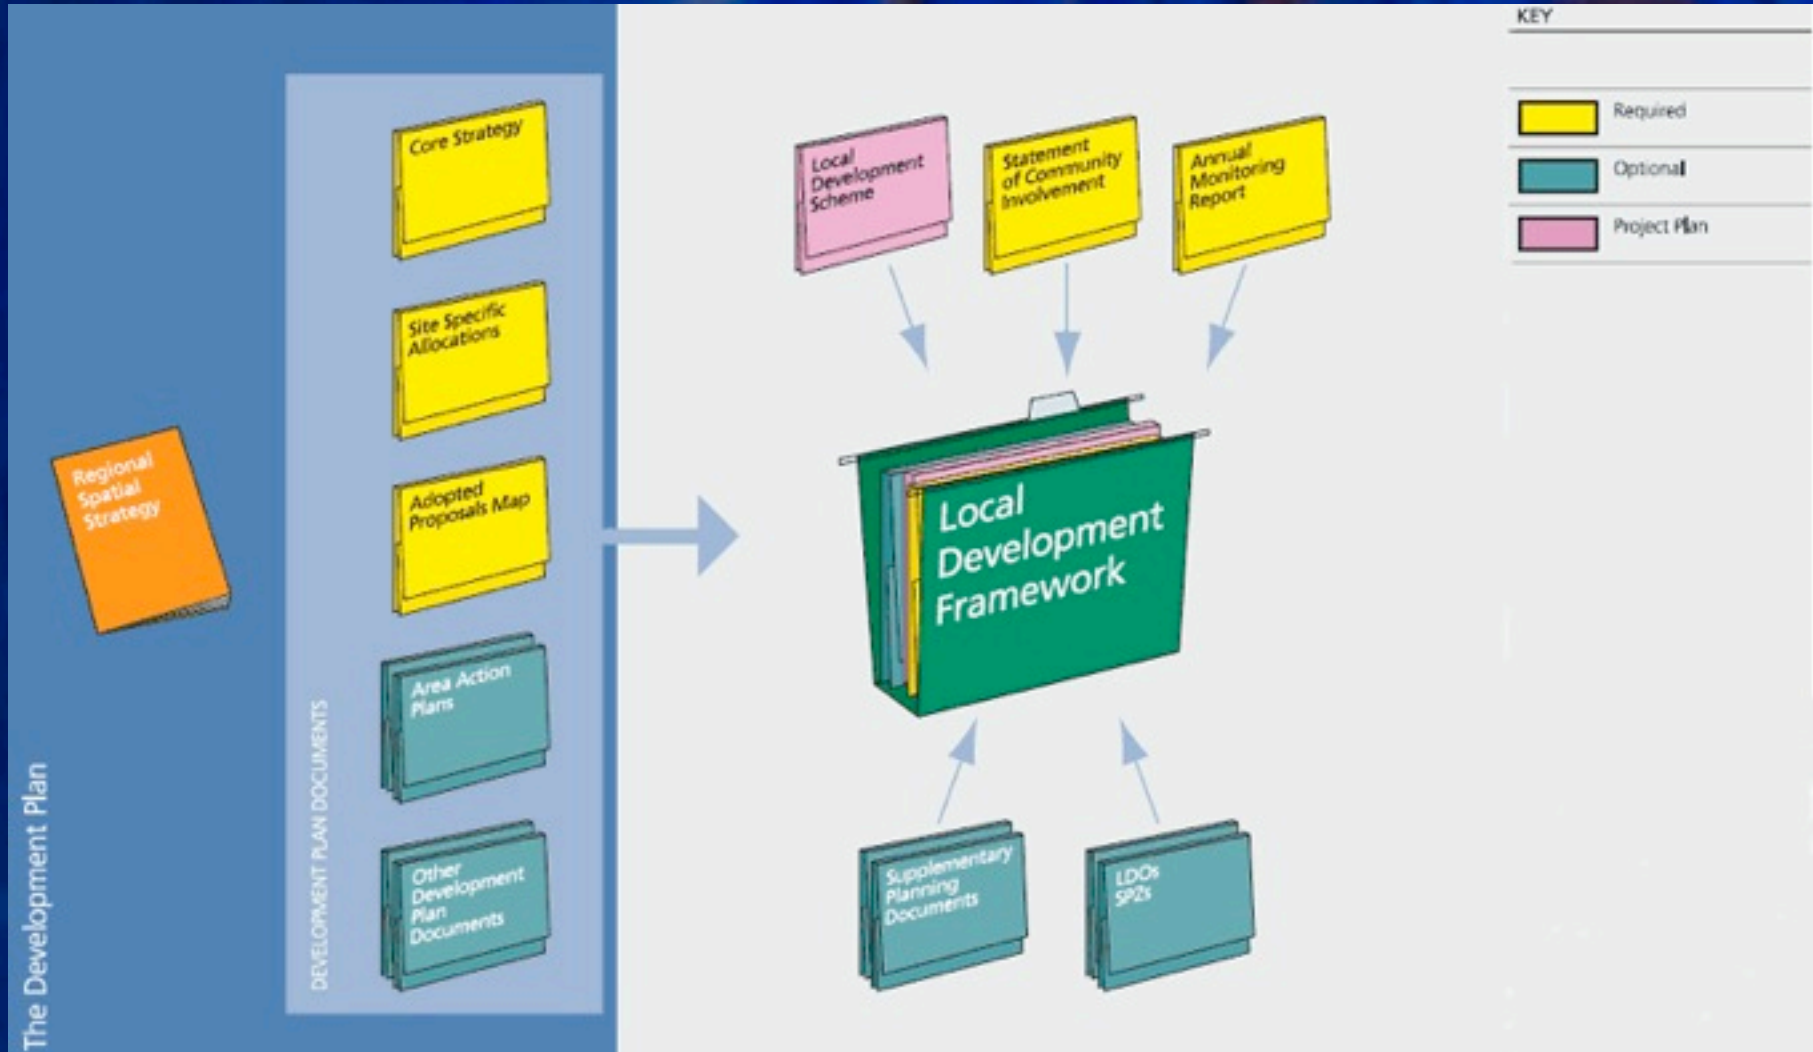 The Development Plan
Regional
Spatial
Strategy
DEVELOPMENT PLAN DOCUMENTS
Core Strategy
Site Specific
Allocations
Adopted
Proposals Map
Area Action
Plans
Other
Development
Plan
Documents
Local
Development
Scheme
Statement
of Community
Involvement
Annual
Monitoring
Report
Local
Development
Framework
Supplementary
Planning
Documents
LDOs
SPZs
KEY
Required
Optional
Project Plan